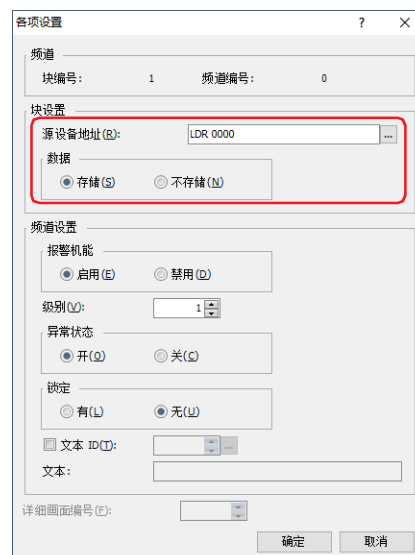 各项设置 ? ×
频道
块编号: 1 频道编号: 0
块设置
源设备地址(R): LDR 0000 ...
数据
存储(S) 不存储(N)
频道设置
报警机能
启用(E) 禁用(D)
级别(V): 1
异常状态
开(O) 关(C)
锁定
有(L) 无(U)
文本 ID(T): ...
文本:
详细画面编号(F):
确定 取消